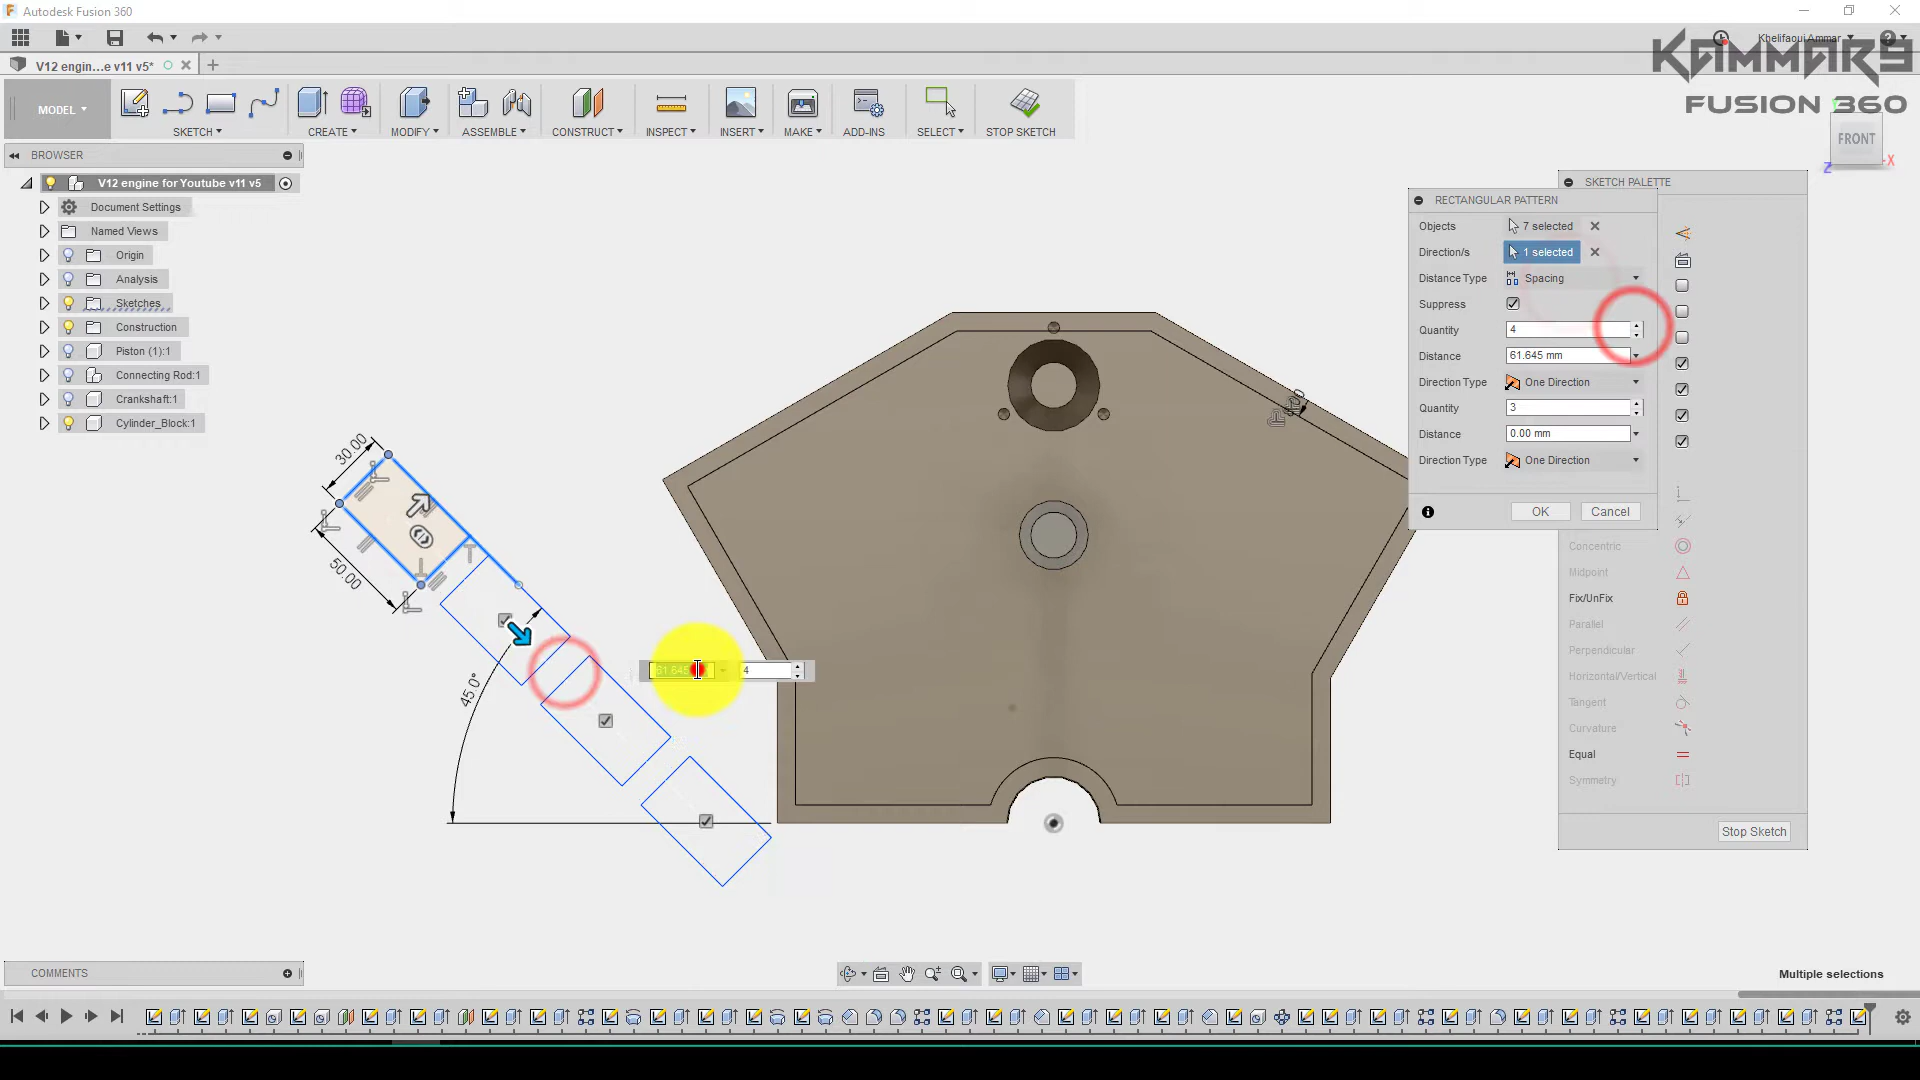 Autodesk Fusion 360
Khelifaoui Ammar
V12 engin...e v11 v5*
KAMMAR9
FUSION 360
MODEL
SKETCH
CREATE
MODIFY
ASSEMBLE
CONSTRUCT
INSPECT
INSERT
MAKE
ADD-INS
SELECT
STOP SKETCH
FRONT
X
Z
BROWSER
V12 engine for Youtube v11 v5
Document Settings
Named Views
Origin
Analysis
Sketches
Construction
Piston (1):1
Connecting Rod:1
Crankshaft:1
Cylinder_Block:1
SKETCH PALETTE
RECTANGULAR PATTERN
Objects 7 selected
Direction/s 1 selected
Distance Type Spacing
Suppress
Quantity 4
Distance 61.645 mm
Direction Type One Direction
Quantity 3
Distance 0.00 mm
Direction Type One Direction
OK Cancel
Concentric
Midpoint
Fix/UnFix
Parallel
Perpendicular
Horizontal/Vertical
Tangent
Curvature
Equal
Symmetry
Stop Sketch
30.00
50.00
45.0°
61.645
4
COMMENTS
Multiple selections